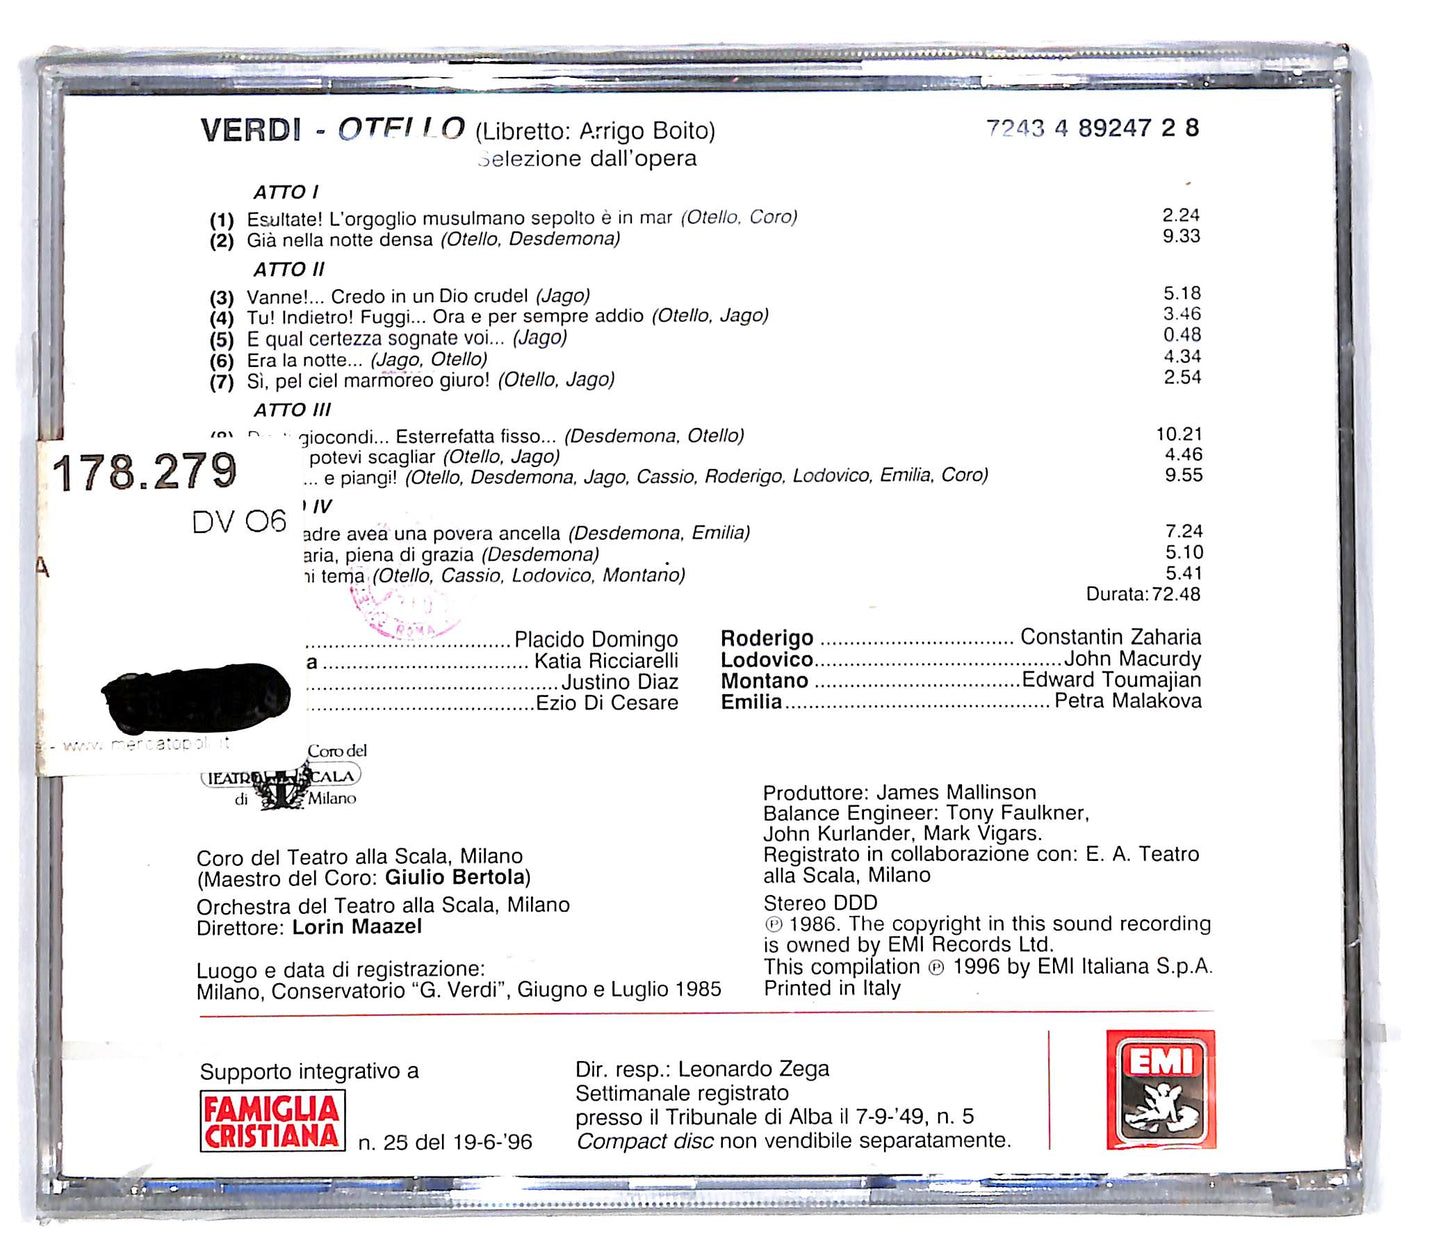 VERDI - OTELLO (Libretto: Arrigo Boito) 7243 4 89247 2 8
Selezione dall'opera
ATTO I
(1) Esultate! L'orgoglio musulmano sepolto è in mar (Otello, Coro) 2.24
(2) Già nella notte densa (Otello, Desdemona) 9.33
ATTO II
(3) Vanne!... Credo in un Dio crudel (Jago) 5.18
(4) Tu! Indietro! Fuggi... Ora e per sempre addio (Otello, Jago) 3.46
(5) E qual certezza sognate voi... (Jago) 0.48
(6) Era la notte... (Jago, Otello) 4.34
(7) Sì, pel ciel marmoreo giuro! (Otello, Jago) 2.54
ATTO III
giocondi... Esterrefatta fisso... (Desdemona, Otello) 10.21
potevi scagliar (Otello, Jago) 4.46
... e piangi! (Otello, Desdemona, Jago, Cassio, Roderigo, Lodovico, Emilia, Coro) 9.55
IV
adre avea una povera ancella (Desdemona, Emilia) 7.24
aria, piena di grazia (Desdemona) 5.10
tema (Otello, Cassio, Lodovico, Montano) 5.41
Durata: 72.48
178.279
DV O6
A
- www.mercatopoli.it
ROMA
Placido Domingo
a Katia Ricciarelli
Justino Diaz
Ezio Di Cesare
Roderigo Constantin Zaharia
Lodovico John Macurdy
Montano Edward Toumajian
Emilia Petra Malakova
Coro del
TEATRO SCALA
di Milano
Coro del Teatro alla Scala, Milano
(Maestro del Coro: Giulio Bertola)
Orchestra del Teatro alla Scala, Milano
Direttore: Lorin Maazel
Luogo e data di registrazione:
Milano, Conservatorio “G. Verdi”, Giugno e Luglio 1985
Produttore: James Mallinson
Balance Engineer: Tony Faulkner,
John Kurlander, Mark Vigars.
Registrato in collaborazione con: E. A. Teatro
alla Scala, Milano
Stereo DDD
℗ 1986. The copyright in this sound recording
is owned by EMI Records Ltd.
This compilation ℗ 1996 by EMI Italiana S.p.A.
Printed in Italy
Supporto integrativo a
FAMIGLIA
CRISTIANA n. 25 del 19-6-'96
Dir. resp.: Leonardo Zega
Settimanale registrato
presso il Tribunale di Alba il 7-9-'49, n. 5
Compact disc non vendibile separatamente.
EMI